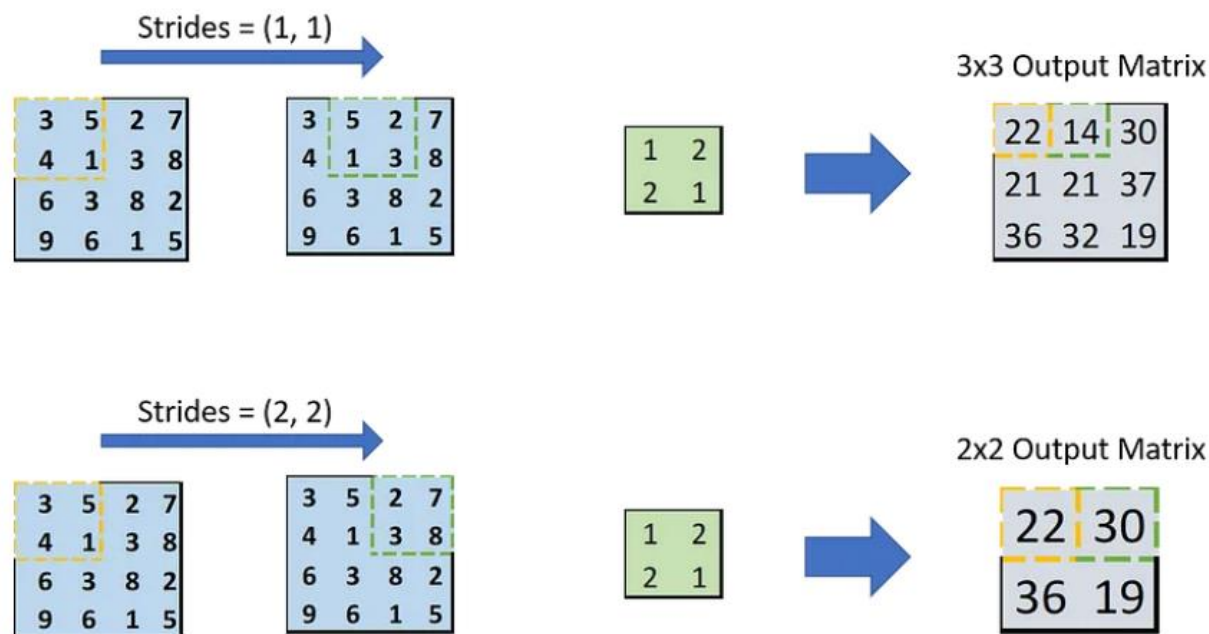 Strides = (1, 1)
3x3 Output Matrix
3 5 2 7
4 1 3 8
6 3 8 2
9 6 1 5
3 5 2 7
4 1 3 8
6 3 8 2
9 6 1 5
1 2
2 1
22 14 30
21 21 37
36 32 19
Strides = (2, 2)
2x2 Output Matrix
3 5 2 7
4 1 3 8
6 3 8 2
9 6 1 5
3 5 2 7
4 1 3 8
6 3 8 2
9 6 1 5
1 2
2 1
22 30
36 19